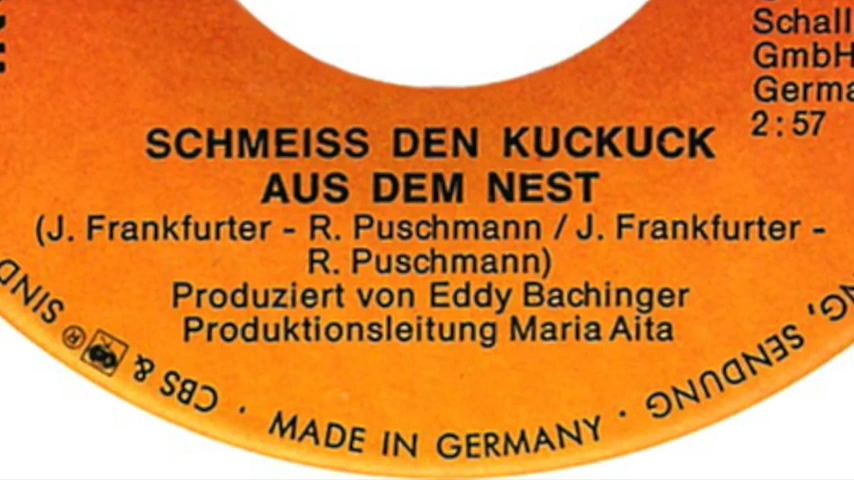 Schall
GmbH
Germa
2:57
SCHMEISS DEN KUCKUCK
AUS DEM NEST
(J. Frankfurter - R. Puschmann / J. Frankfurter -
R. Puschmann)
Produziert von Eddy Bachinger
Produktionsleitung Maria Aita
SIND ® CBS & · MADE IN GERMANY · SENDUNG